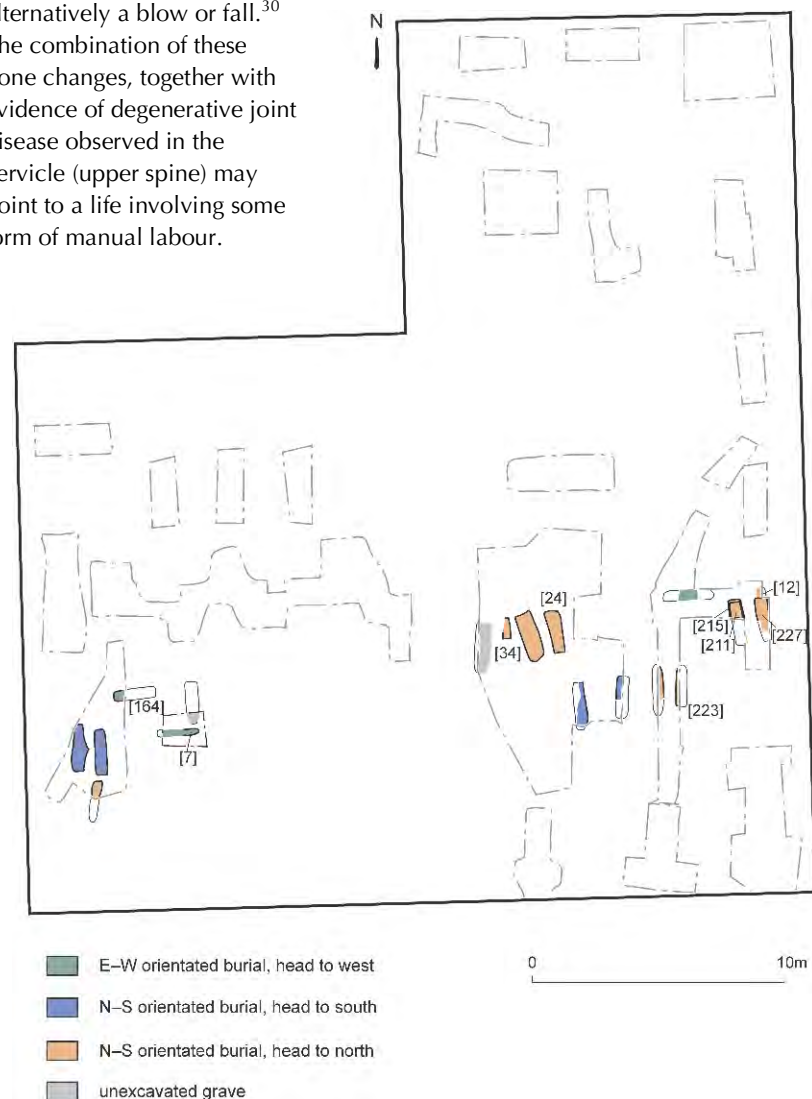 lternatively a blow or fall.30
he combination of these
one changes, together with
vidence of degenerative joint
isease observed in the
ervicle (upper spine) may
oint to a life involving some
orm of manual labour.
N
[24]
[12]
[34]
[215]
[211]
[227]
[164]
[223]
[7]
E–W orientated burial, head to west
N–S orientated burial, head to south
N–S orientated burial, head to north
unexcavated grave
0 10m